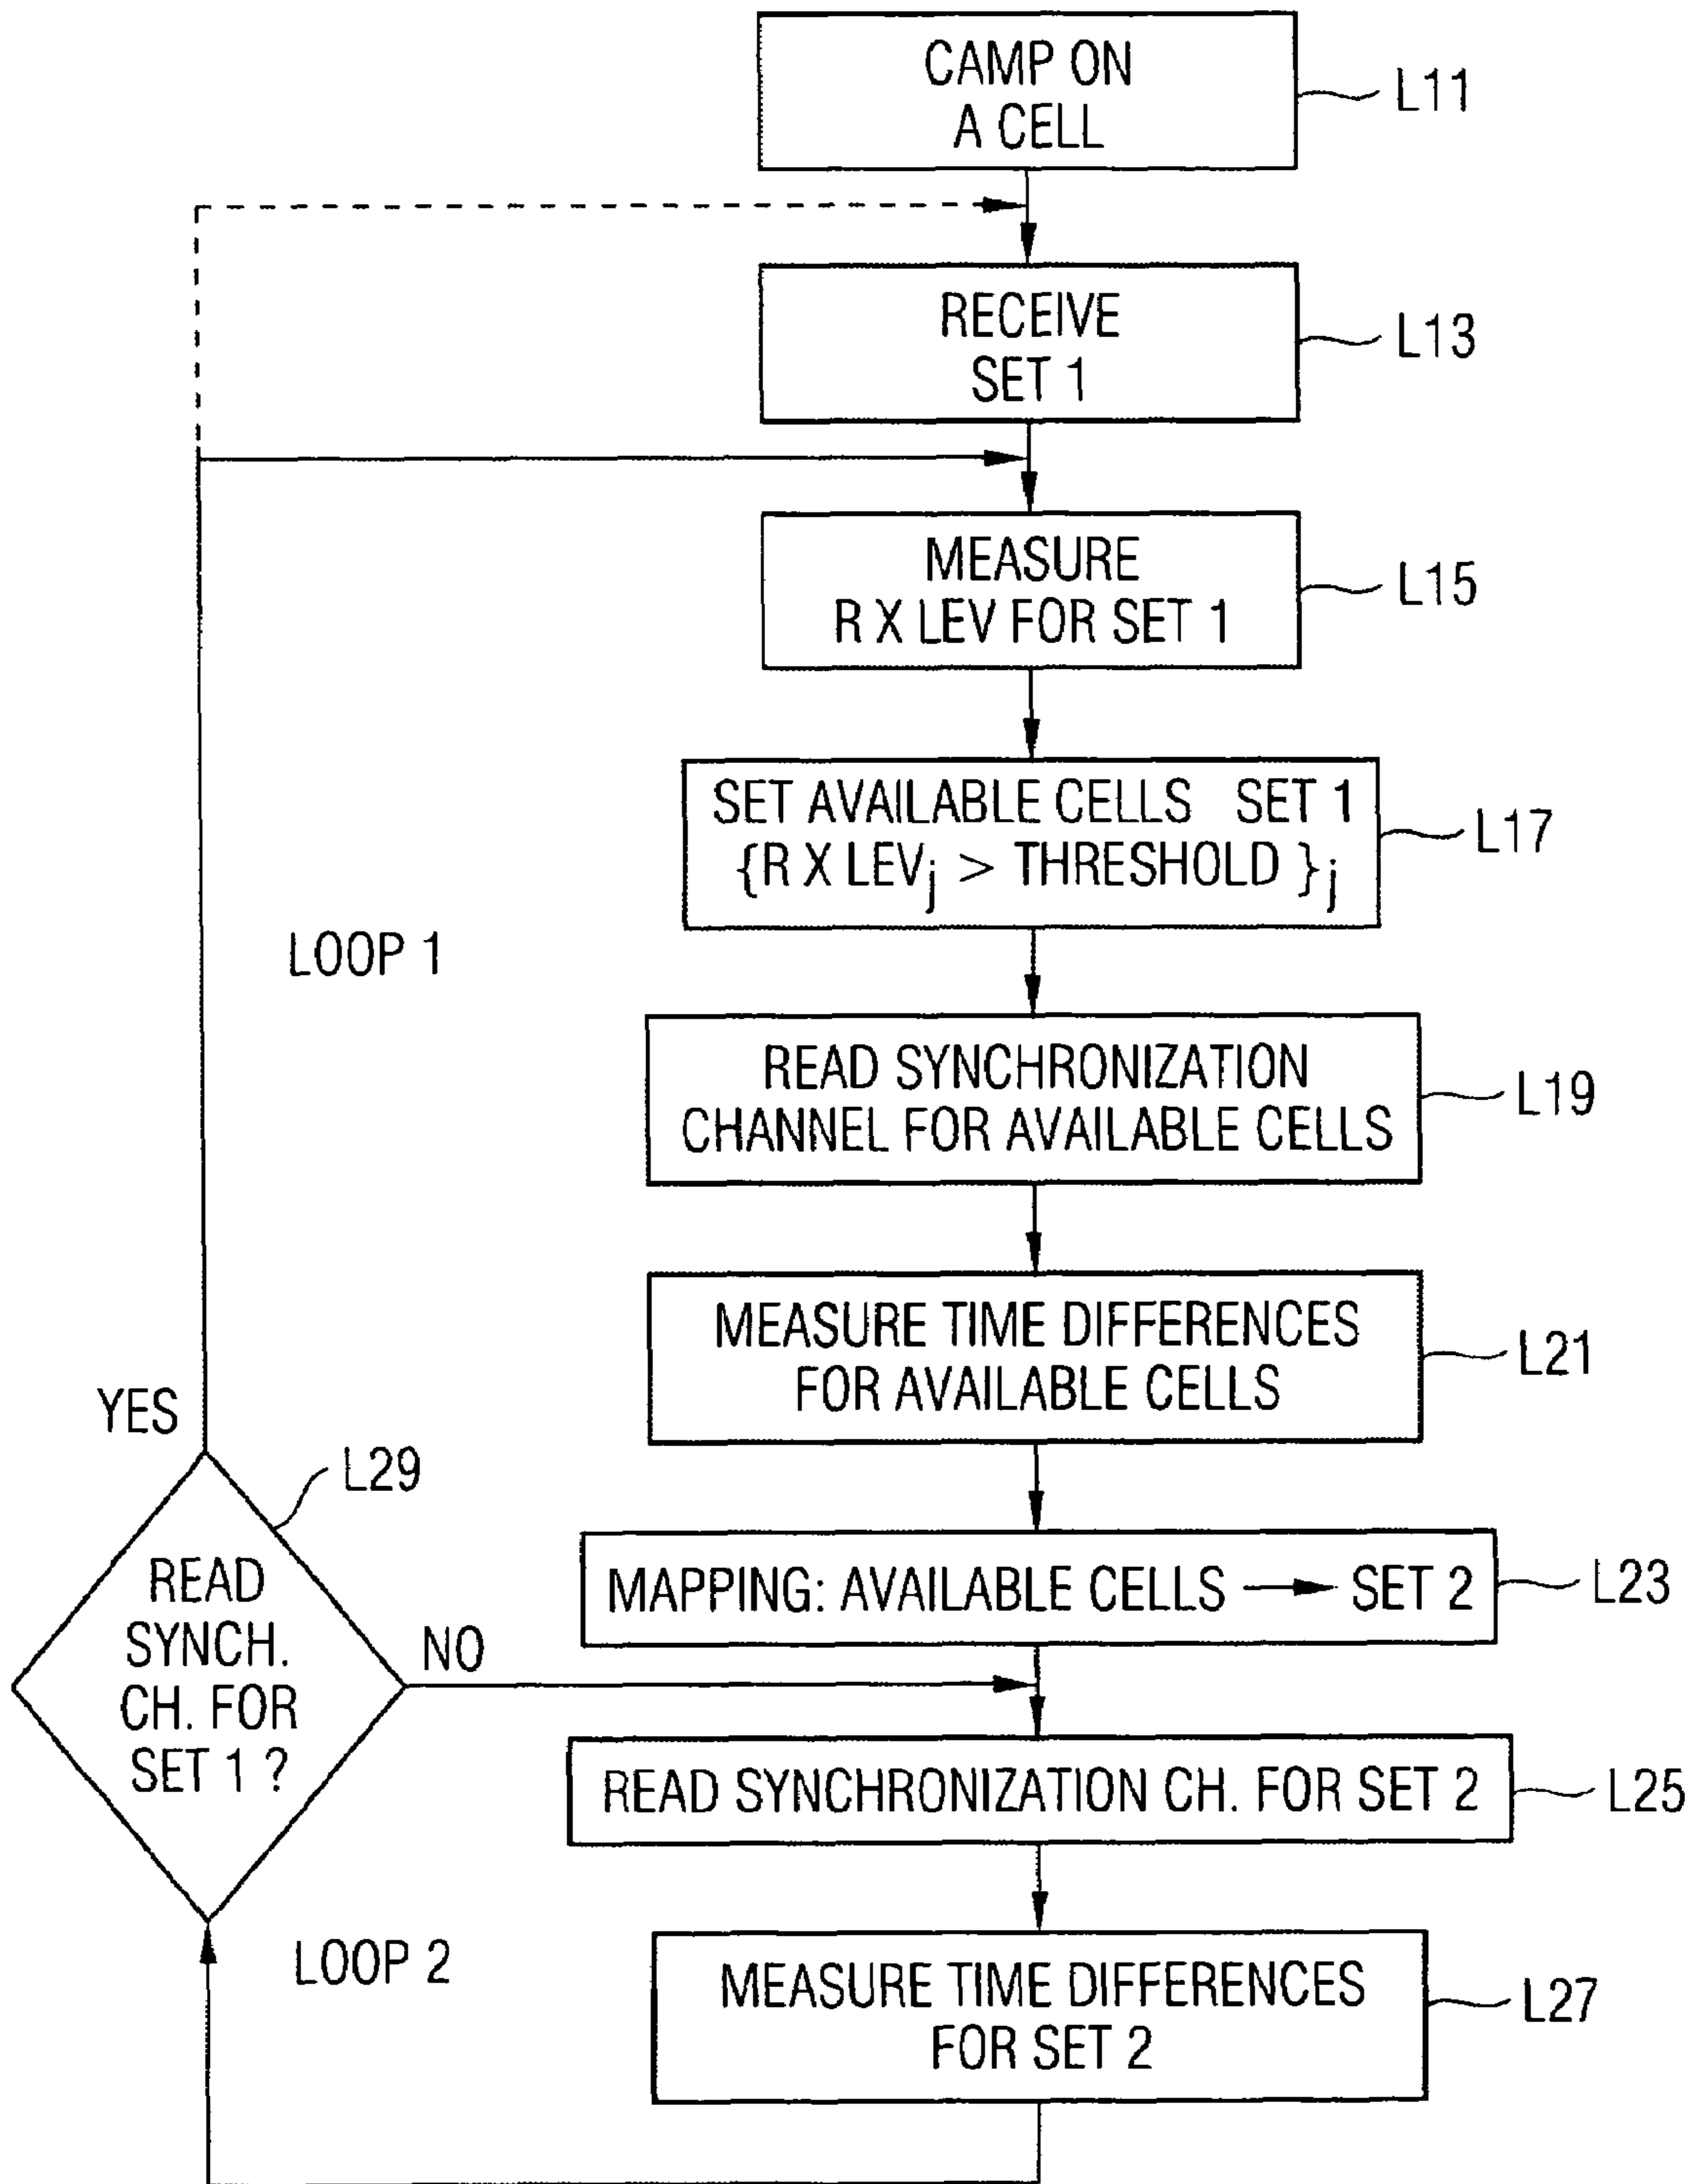 CAMP ON
A CELL
L11
RECEIVE
SET 1
L13
MEASURE
R X LEV FOR SET 1
L15
SET AVAILABLE CELLS SET 1
{R X LEVj > THRESHOLD }j
L17
LOOP 1
READ SYNCHRONIZATION
CHANNEL FOR AVAILABLE CELLS
L19
MEASURE TIME DIFFERENCES
FOR AVAILABLE CELLS
L21
YES
L29
READ
SYNCH.
CH. FOR
SET 1 ?
NO
MAPPING: AVAILABLE CELLS → SET 2
L23
READ SYNCHRONIZATION CH. FOR SET 2
L25
LOOP 2
MEASURE TIME DIFFERENCES
FOR SET 2
L27